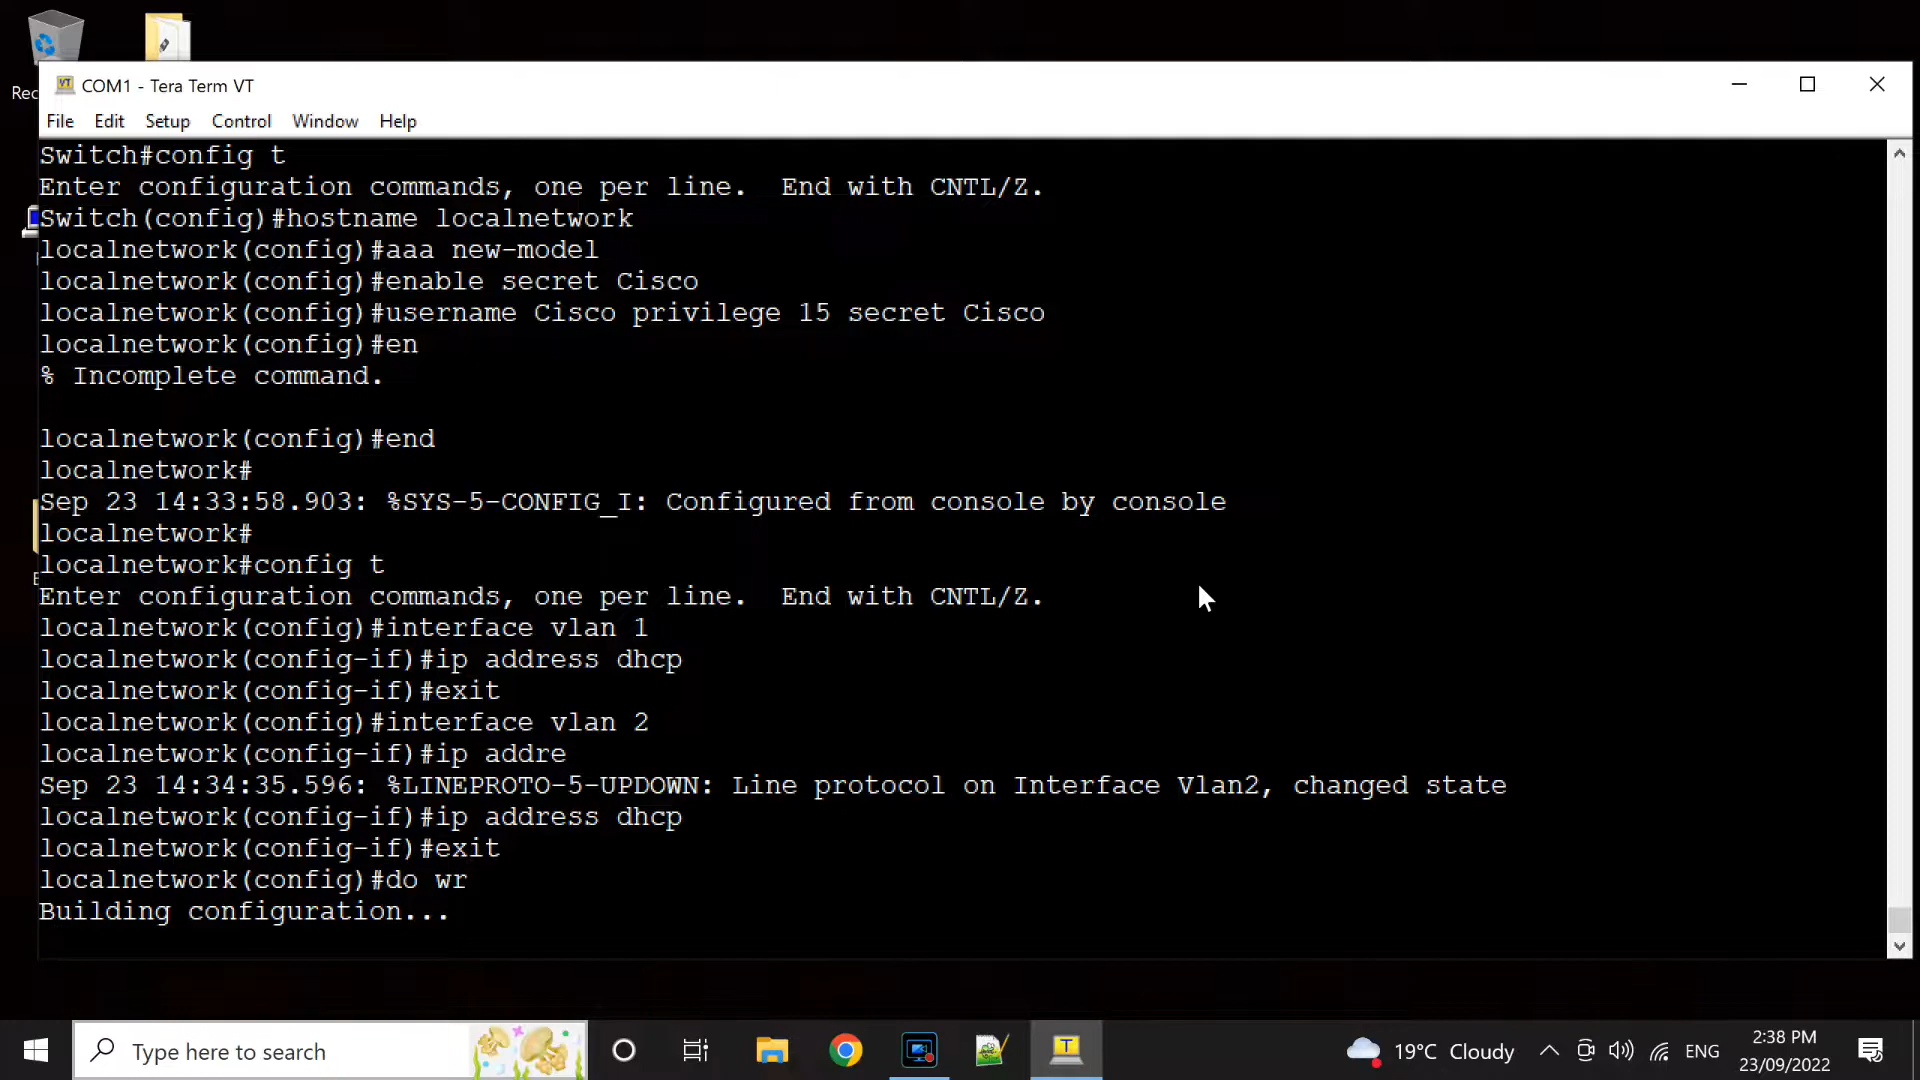 Rec
COM1 - Tera Term VT
File Edit Setup Control Window Help
Switch#config t
Enter configuration commands, one per line.  End with CNTL/Z.
Switch(config)#hostname localnetwork
localnetwork(config)#aaa new-model
localnetwork(config)#enable secret Cisco
localnetwork(config)#username Cisco privilege 15 secret Cisco
localnetwork(config)#en
% Incomplete command.
localnetwork(config)#end
localnetwork#
Sep 23 14:33:58.903: %SYS-5-CONFIG_I: Configured from console by console
localnetwork#
localnetwork#config t
Enter configuration commands, one per line.  End with CNTL/Z.
localnetwork(config)#interface vlan 1
localnetwork(config-if)#ip address dhcp
localnetwork(config-if)#exit
localnetwork(config)#interface vlan 2
localnetwork(config-if)#ip addre
Sep 23 14:34:35.596: %LINEPROTO-5-UPDOWN: Line protocol on Interface Vlan2, changed state
localnetwork(config-if)#ip address dhcp
localnetwork(config-if)#exit
localnetwork(config)#do wr
Building configuration...
Type here to search
19°C Cloudy
ENG
2:38 PM
23/09/2022